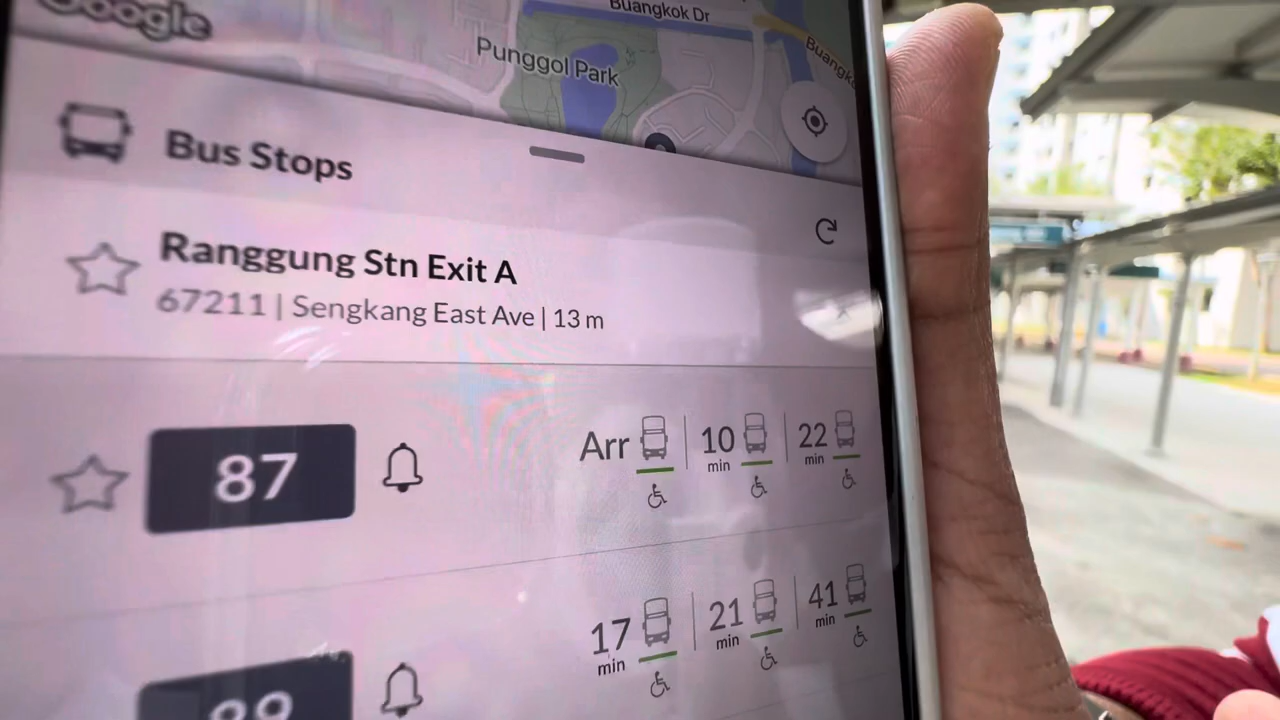 Google
Buangkok Dr
Punggol Park
Bus Stops
Ranggung Stn Exit A
67211 | Sengkang East Ave | 13 m
87
Arr
10
min
22
min
17
min
21
min
41
min